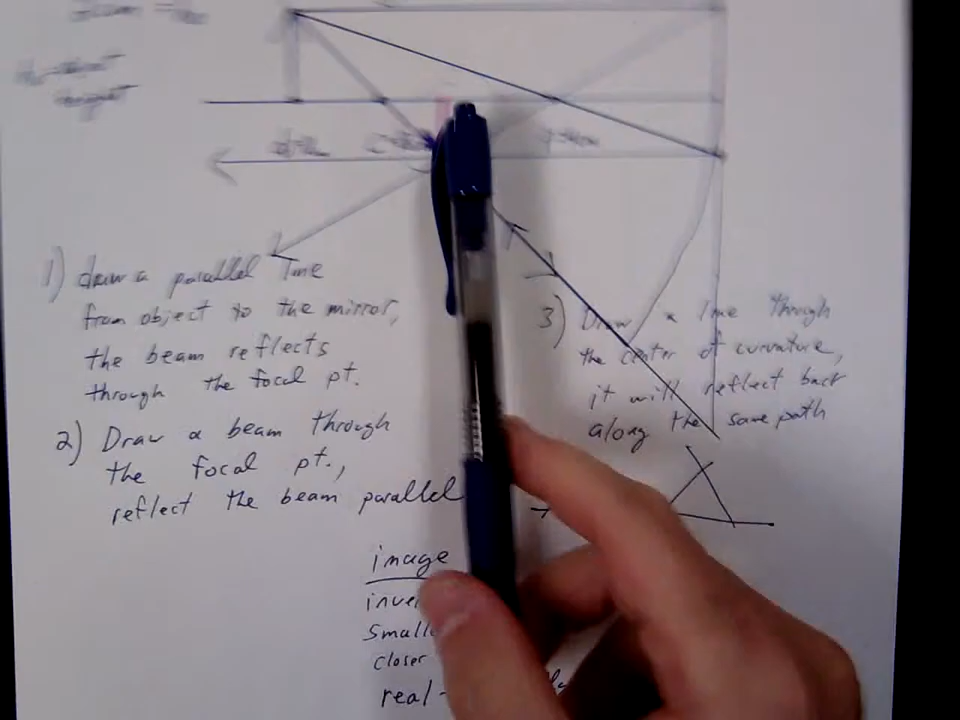 height
1) draw a parallel line
from object to the mirror,
the beam reflects
through the focal pt.
2) Draw a beam through
the focal pt.,
reflect the beam parallel
3) Draw a line through
the center of curvature,
it will reflect back
along the same path
image
closer
real-